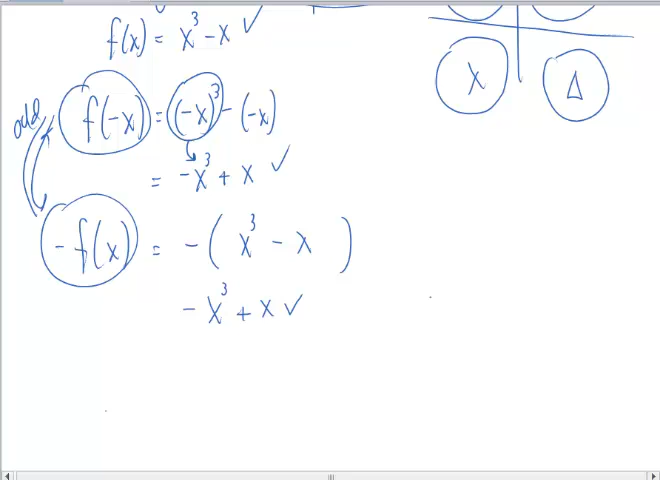 f(x) = x³ - x ✓
odd f(-x) = (-x)³ - (-x)
= -x³ + x ✓
-f(x) = -( x³ - x )
-x³ + x ✓
X Δ